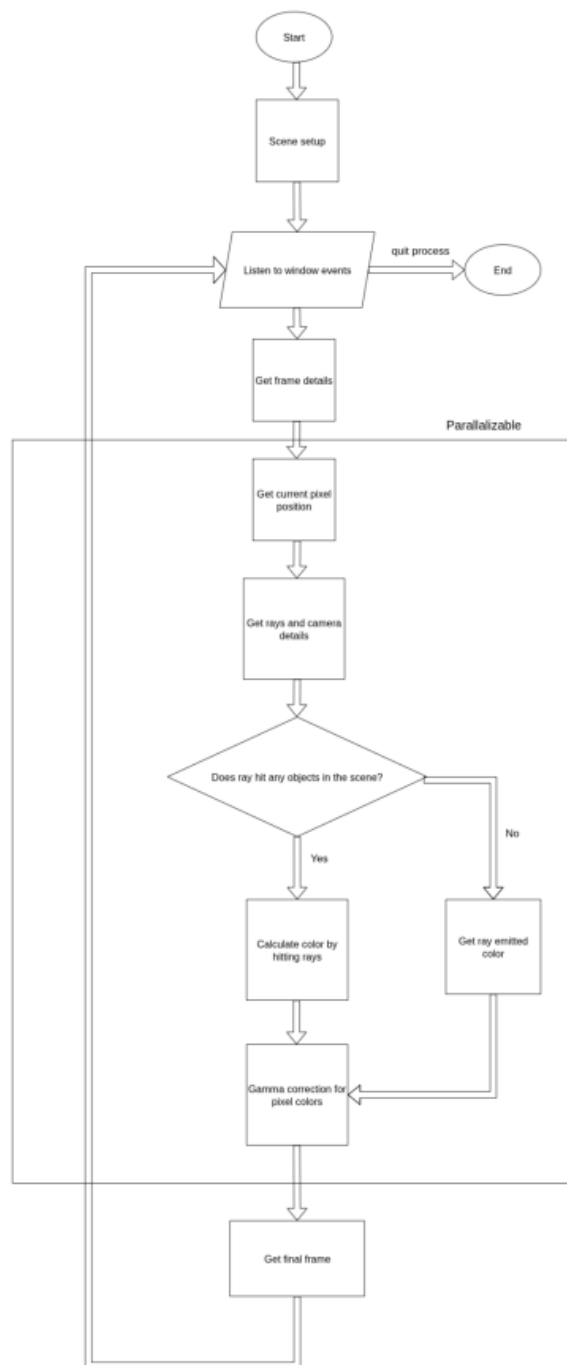 Start
Scene setup
Listen to window events
quit process
End
Get frame details
Parallalizable
Get current pixel
position
Get rays and camera
details
Does ray hit any objects in the scene?
Yes
No
Calculate color by
hitting rays
Get ray emitted
color
Gamma correction for
pixel colors
Get final frame